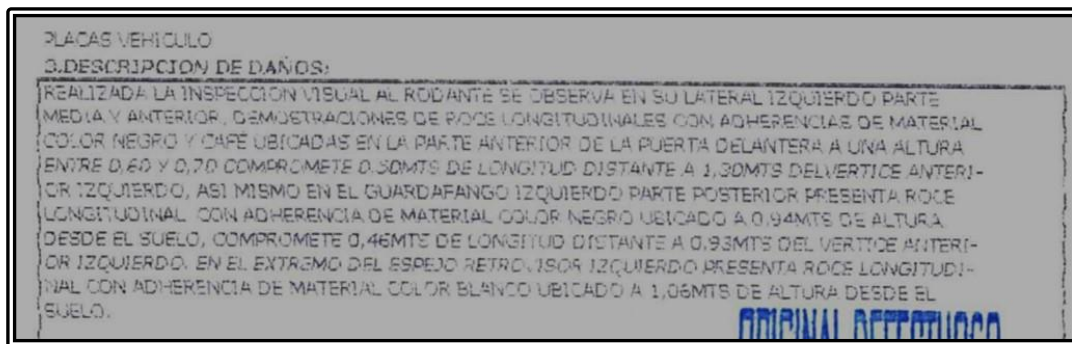 PLACAS VEHICULO
3.DESCRIPCION DE DAÑOS:
REALIZADA LA INSPECCION VISUAL AL RODANTE SE OBSERVA EN SU LATERAL IZQUIERDO PARTE
MEDIA Y ANTERIOR, DEMOSTRACIONES DE ROCE LONGITUDINALES CON ADHERENCIAS DE MATERIAL
COLOR NEGRO Y CAFÉ UBICADAS EN LA PARTE ANTERIOR DE LA PUERTA DELANTERA A UNA ALTURA
ENTRE 0,60 Y 0,70 COMPROMETE 0.50MTS DE LONGITUD DISTANTE A 1,30MTS DEL VERTICE ANTERI-
OR IZQUIERDO, ASI MISMO EN EL GUARDAFANGO IZQUIERDO PARTE POSTERIOR PRESENTA ROCE
LONGITUDINAL CON ADHERENCIA DE MATERIAL COLOR NEGRO UBICADO A 0,94MTS DE ALTURA
DESDE EL SUELO, COMPROMETE 0,46MTS DE LONGITUD DISTANTE A 0,93MTS DEL VERTICE ANTERI-
OR IZQUIERDO. EN EL EXTREMO DEL ESPEJO RETROVISOR IZQUIERDO PRESENTA ROCE LONGITUDI-
NAL CON ADHERENCIA DE MATERIAL COLOR BLANCO UBICADO A 1,06MTS DE ALTURA DESDE EL
SUELO.
ORIGINAL DEFECTUOSO